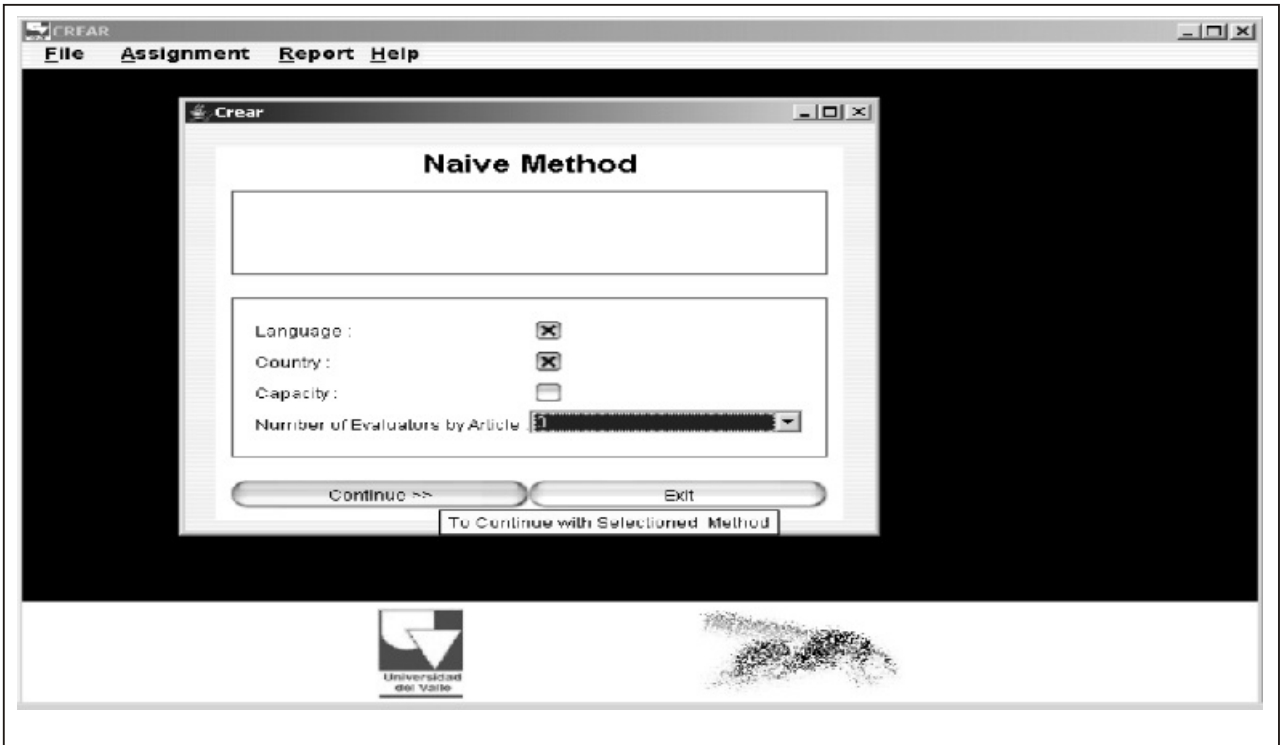 CREAR
File Assignment Report Help
Crear
Naive Method
Language :
Country :
Capacity :
Number of Evaluators by Article :
Continue >>
Exit
To Continue with Selectioned Method
Universidad
del Valle